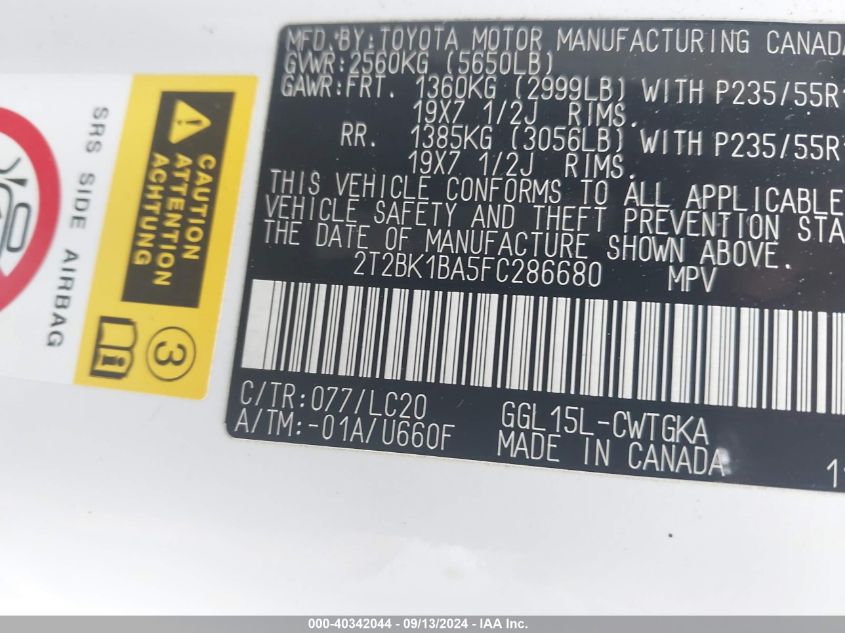 MFD.BY:TOYOTA MOTOR MANUFACTURING CANADA
GVWR:2560KG (5650LB)
GAWR:FRT. 1360KG (2999LB) WITH P235/55R1
19X7 1/2J RIMS.
RR. 1385KG (3056LB) WITH P235/55R1
19X7 1/2J RIMS.
THIS VEHICLE CONFORMS TO ALL APPLICABLE
VEHICLE SAFETY AND THEFT PREVENTION STA
THE DATE OF MANUFACTURE SHOWN ABOVE.
2T2BK1BA5FC286680 MPV
C/TR:077/LC20 GGL15L-CWTGKA
A/TM:-01A/U660F MADE IN CANADA
SRS SIDE AIRBAG
CAUTION
ATTENTION
ACHTUNG
3
000-40342044 - 09/13/2024 - IAA Inc.